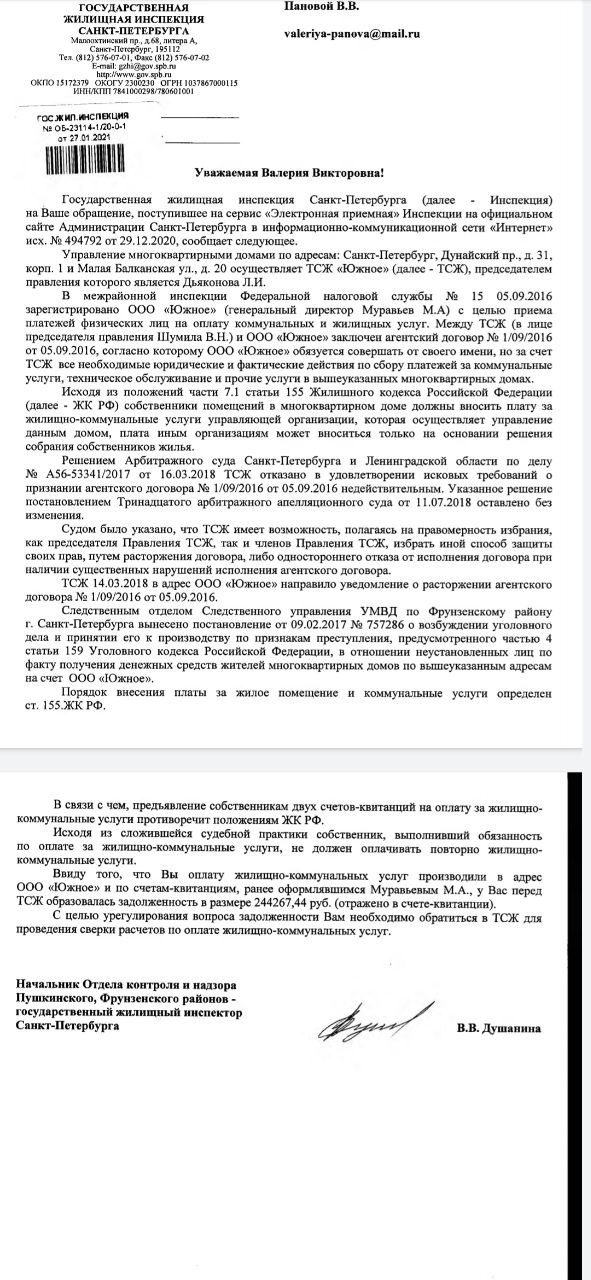 ГОСУДАРСТВЕННАЯ
ЖИЛИЩНАЯ ИНСПЕКЦИЯ
САНКТ-ПЕТЕРБУРГА
Малоохтинский пр., д.68, литера А,
Санкт-Петербург, 195112
Тел. (812) 576-07-01, Факс (812) 576-07-02
E-mail: gzhi@gov.spb.ru
http://www.gov.spb.ru
ОКПО 15172379 ОКОГУ 2300230 ОГРН 1037867000115
ИНН/КПП 7841000298/780601001
Пановой В.В.
valeriya-panova@mail.ru
ГОС.ЖИЛ.ИНСПЕКЦИЯ
№ ОБ-23114-1/20-0-1
от 27.01.2021
Уважаемая Валерия Викторовна!
Государственная жилищная инспекция Санкт-Петербурга (далее - Инспекция)
на Ваше обращение, поступившее на сервис «Электронная приемная» Инспекции на официальном
сайте Администрации Санкт-Петербурга в информационно-коммуникационной сети «Интернет»
исх. № 494792 от 29.12.2020, сообщает следующее.
Управление многоквартирными домами по адресам: Санкт-Петербург, Дунайский пр., д. 31,
корп. 1 и Малая Балканская ул., д. 20 осуществляет ТСЖ «Южное» (далее - ТСЖ), председателем
правления которого является Дьяконова Л.И.
В межрайонной инспекции Федеральной налоговой службы № 15 05.09.2016
зарегистрировано ООО «Южное» (генеральный директор Муравьев М.А) с целью приема
платежей физических лиц на оплату коммунальных и жилищных услуг. Между ТСЖ (в лице
председателя правления Шумила В.Н.) и ООО «Южное» заключен агентский договор № 1/09/2016
от 05.09.2016, согласно которому ООО «Южное» обязуется совершать от своего имени, но за счет
ТСЖ все необходимые юридические и фактические действия по сбору платежей за коммунальные
услуги, техническое обслуживание и прочие услуги в вышеуказанных многоквартирных домах.
Исходя из положений части 7.1 статьи 155 Жилищного кодекса Российской Федерации
(далее - ЖК РФ) собственники помещений в многоквартирном доме должны вносить плату за
жилищно-коммунальные услуги управляющей организации, которая осуществляет управление
данным домом, плата иным организациям может вноситься только на основании решения
собрания собственников жилья.
Решением Арбитражного суда Санкт-Петербурга и Ленинградской области по делу
№ А56-53341/2017 от 16.03.2018 ТСЖ отказано в удовлетворении исковых требований о
признании агентского договора № 1/09/2016 от 05.09.2016 недействительным. Указанное решение
постановлением Тринадцатого арбитражного апелляционного суда от 11.07.2018 оставлено без
изменения.
Судом было указано, что ТСЖ имеет возможность, полагаясь на правомерность избрания,
как председателя Правления ТСЖ, так и членов Правления ТСЖ, избрать иной способ защиты
своих прав, путем расторжения договора, либо одностороннего отказа от исполнения договора при
наличии существенных нарушений исполнения агентского договора.
ТСЖ 14.03.2018 в адрес ООО «Южное» направило уведомление о расторжении агентского
договора № 1/09/2016 от 05.09.2016.
Следственным отделом Следственного управления УМВД по Фрунзенскому району
г. Санкт-Петербурга вынесено постановление от 09.02.2017 № 757286 о возбуждении уголовного
дела и принятии его к производству по признакам преступления, предусмотренного частью 4
статьи 159 Уголовного кодекса Российской Федерации, в отношении неустановленных лиц по
факту получения денежных средств жителей многоквартирных домов по вышеуказанным адресам
на счет ООО «Южное».
Порядок внесения платы за жилое помещение и коммунальные услуги определен
ст. 155.ЖК РФ.
В связи с чем, предъявление собственникам двух счетов-квитанций на оплату за жилищно-
коммунальные услуги противоречит положениям ЖК РФ.
Исходя из сложившейся судебной практики собственник, выполнивший обязанность
по оплате за жилищно-коммунальные услуги, не должен оплачивать повторно жилищно-
коммунальные услуги.
Ввиду того, что Вы оплату жилищно-коммунальных услуг производили в адрес
ООО «Южное» и по счетам-квитанциям, ранее оформлявшимся Муравьевым М.А., у Вас перед
ТСЖ образовалась задолженность в размере 244267,44 руб. (отражено в счете-квитанции).
С целью урегулирования вопроса задолженности Вам необходимо обратиться в ТСЖ для
проведения сверки расчетов по оплате жилищно-коммунальных услуг.
Начальник Отдела контроля и надзора
Пушкинского, Фрунзенского районов -
государственный жилищный инспектор
Санкт-Петербурга
В.В. Душанина